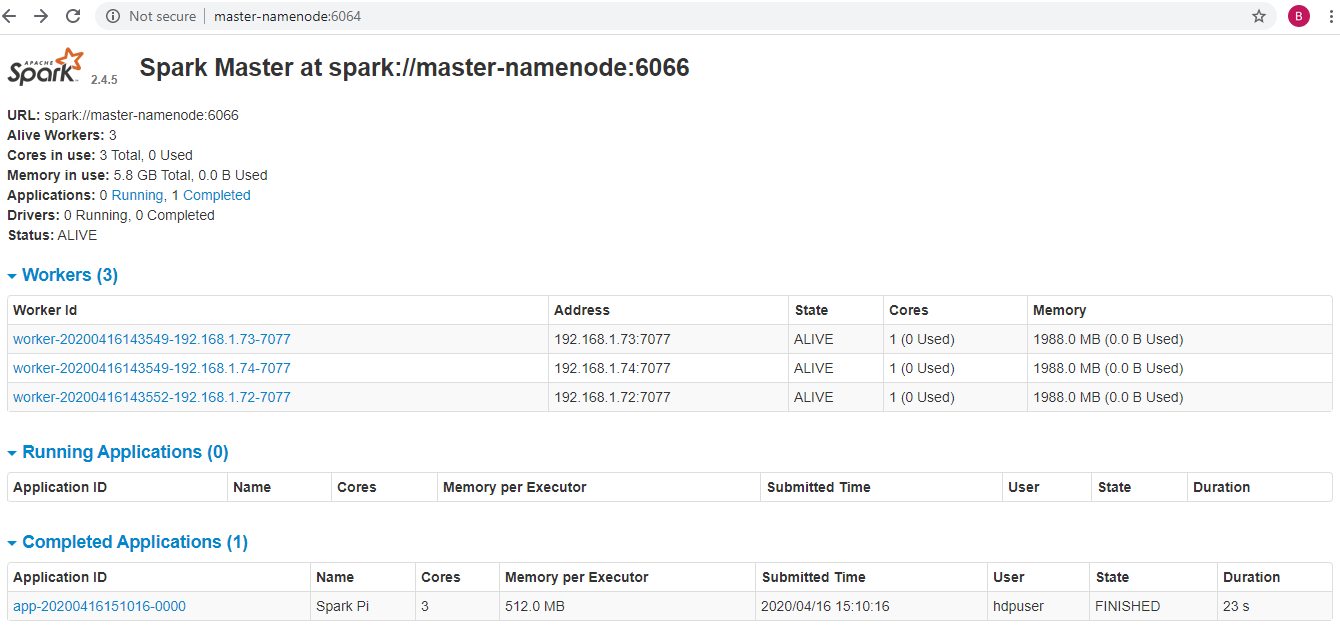 Not secure master-namenode:6064 B
APACHE Spark 2.4.5 Spark Master at spark://master-namenode:6066
URL: spark://master-namenode:6066
Alive Workers: 3
Cores in use: 3 Total, 0 Used
Memory in use: 5.8 GB Total, 0.0 B Used
Applications: 0 Running, 1 Completed
Drivers: 0 Running, 0 Completed
Status: ALIVE
Workers (3)
Worker Id Address State Cores Memory
worker-20200416143549-192.168.1.73-7077 192.168.1.73:7077 ALIVE 1 (0 Used) 1988.0 MB (0.0 B Used)
worker-20200416143549-192.168.1.74-7077 192.168.1.74:7077 ALIVE 1 (0 Used) 1988.0 MB (0.0 B Used)
worker-20200416143552-192.168.1.72-7077 192.168.1.72:7077 ALIVE 1 (0 Used) 1988.0 MB (0.0 B Used)
Running Applications (0)
Application ID Name Cores Memory per Executor Submitted Time User State Duration
Completed Applications (1)
Application ID Name Cores Memory per Executor Submitted Time User State Duration
app-20200416151016-0000 Spark Pi 3 512.0 MB 2020/04/16 15:10:16 hdpuser FINISHED 23 s